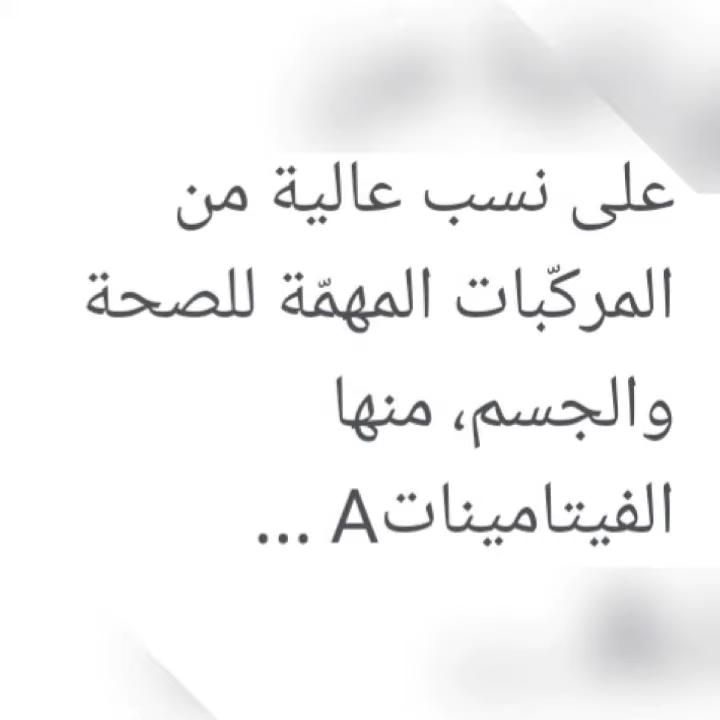 على نسب عالية من
المركّبات المهمّة للصحة
والجسم، منها
الفيتاميناتA ...